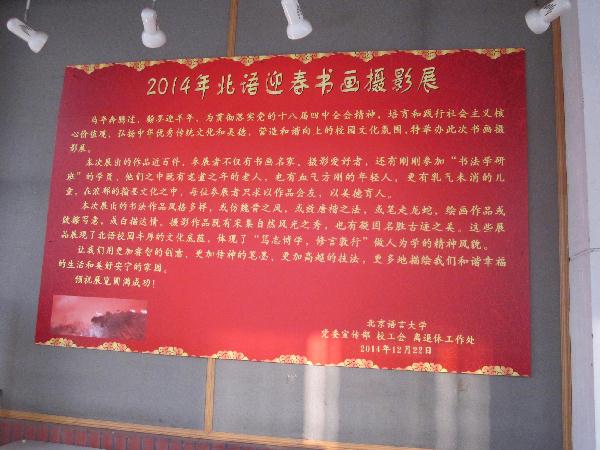 2014年北语迎春书画摄影展
马年奔腾过，翰墨迎羊年，为贯彻落实党的十八届四中全会精神，培育和践行社会主义核
心价值观，弘扬中华优秀传统文化和美德，营造和谐向上的校园文化氛围，特举办此次书画摄
影展。
本次展出的作品近百件，参展者不仅有书画名家、摄影爱好者，还有刚刚参加“书法学研
班”的学员，他们之中既有耄耋之年的老人，也有血气方刚的年轻人，更有乳气未消的儿
童。在浓郁的翰墨文化之中，每位参展者只求以作品会友，以美德育人。
本次展出的书法作品风格多样，或仿魏晋之风，或效唐楷之法，或笔走龙蛇，绘画作品或
浓描写意，或白描达情。摄影作品既有采集自然风光之秀，也有凝固名胜古迹之美。这些
展品展现了北语校园丰厚的文化底蕴，体现了“笃志博学，修言敦行”做人为学的精神风貌。
让我们用更加睿智的创意、更加传神的笔墨、更加高超的技法，更多地描绘我们和谐幸福
的生活和美好安宁的家园。
预祝展览圆满成功！
北京语言大学
党委宣传部 校工会 离退休工作处
2014年12月22日